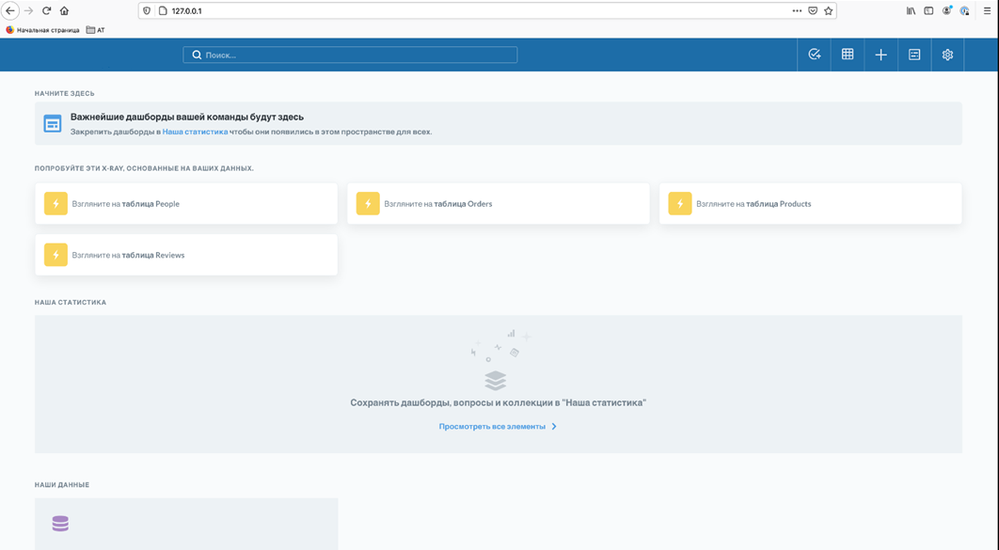 127.0.0.1
Начальная страница
АТ
Поиск...
НАЧНИТЕ ЗДЕСЬ
Важнейшие дашборды вашей команды будут здесь
Закрепить дашборды в Наша статистика чтобы они появились в этом пространстве для всех.
ПОПРОБУЙТЕ ЭТИ X-RAY, ОСНОВАННЫЕ НА ВАШИХ ДАННЫХ.
Взгляните на таблица People
Взгляните на таблица Orders
Взгляните на таблица Products
Взгляните на таблица Reviews
НАША СТАТИСТИКА
Сохранять дашборды, вопросы и коллекции в "Наша статистика"
Просмотреть все элементы
НАШИ ДАННЫЕ